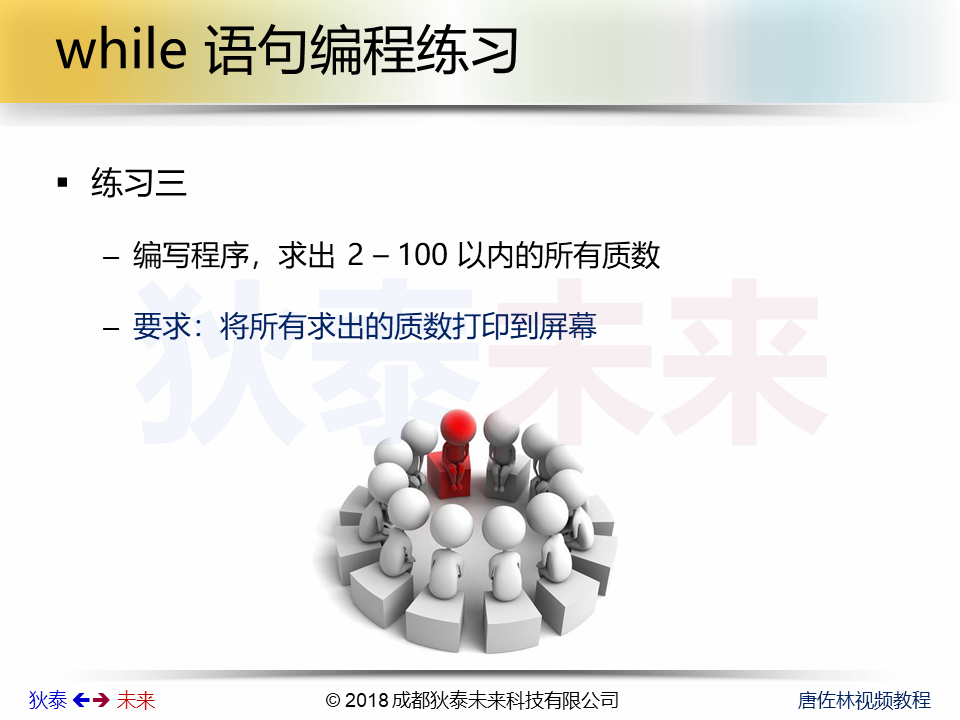 while 语句编程练习
▪ 练习三
– 编写程序，求出 2 – 100 以内的所有质数
– 要求：将所有求出的质数打印到屏幕
狄泰未来
狄泰 🡸🡺 未来
© 2018 成都狄泰未来科技有限公司
唐佐林视频教程